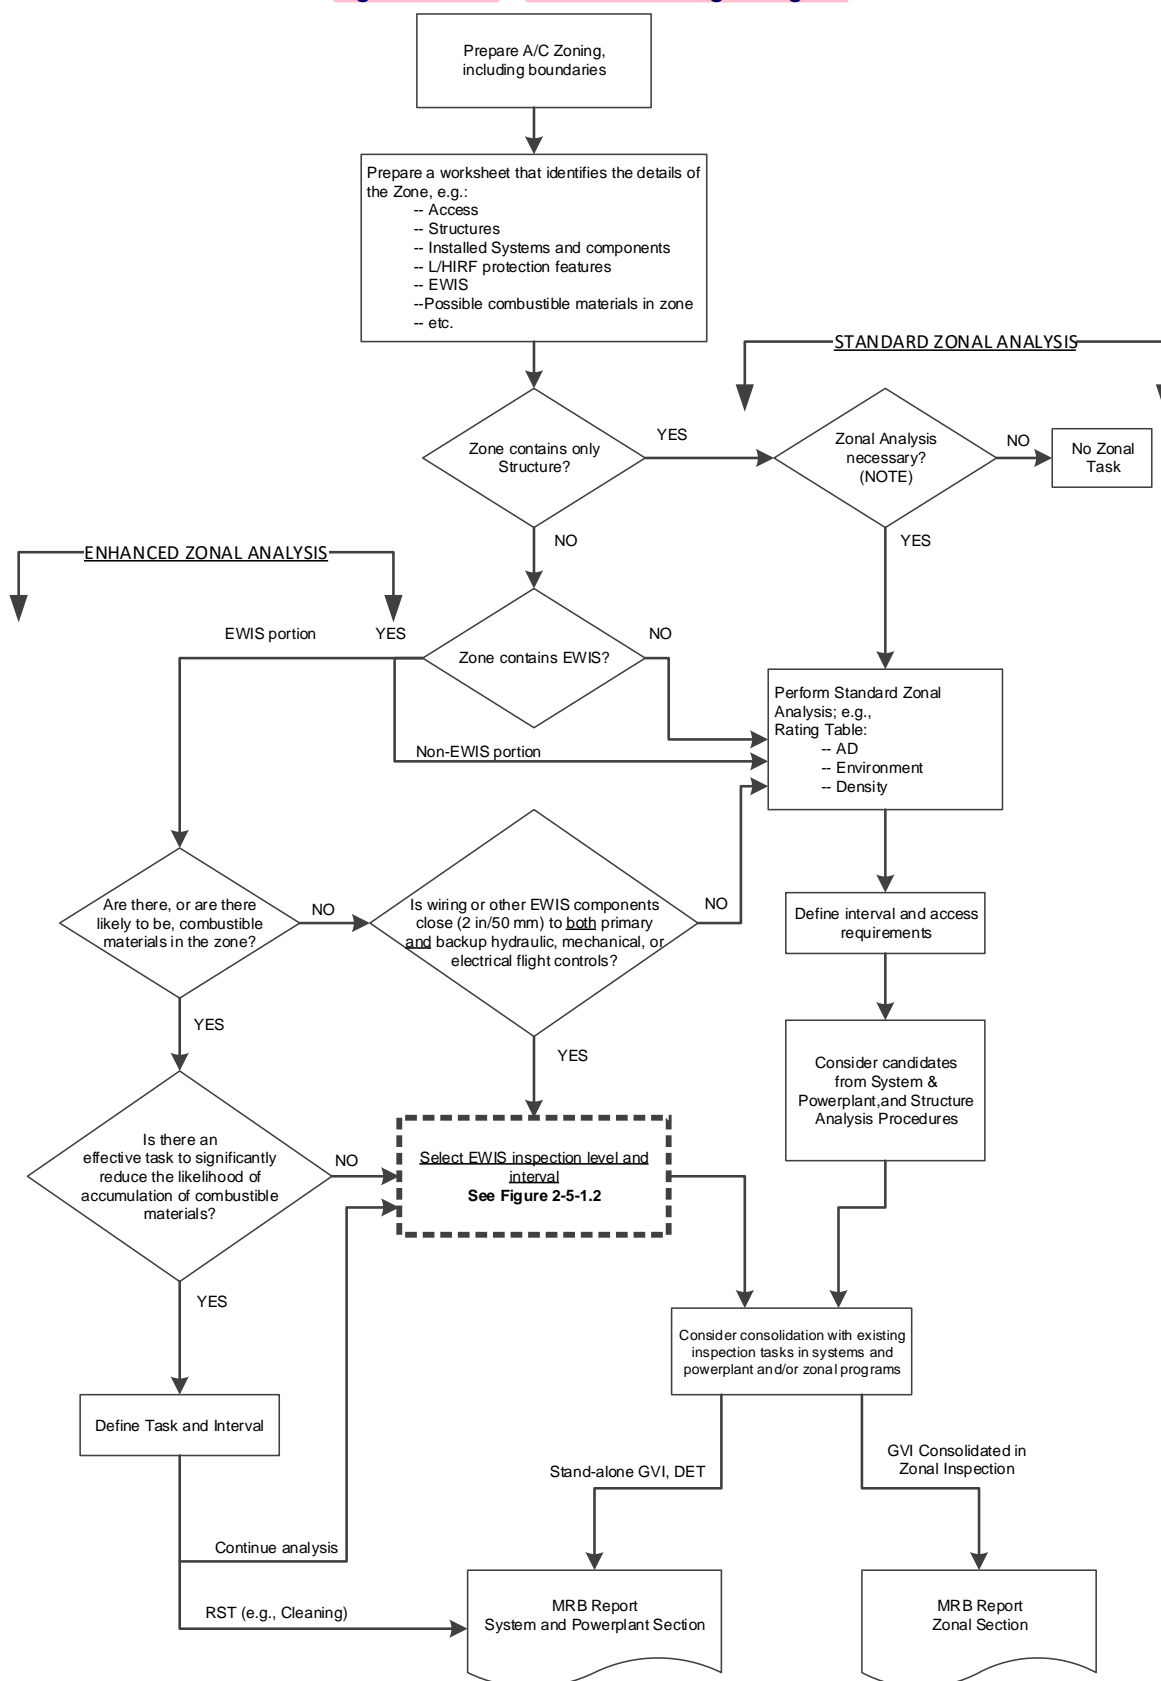 Prepare A/C Zoning,
including boundaries
Prepare a worksheet that identifies the details of
the Zone, e.g.:
-- Access
-- Structures
-- Installed Systems and components
-- L/HIRF protection features
-- EWIS
--Possible combustible materials in zone
-- etc.
STANDARD ZONAL ANALYSIS
Zone contains only
Structure?
YES
Zonal Analysis
necessary?
(NOTE)
NO
No Zonal
Task
NO
YES
ENHANCED ZONAL ANALYSIS
EWIS portion
YES
Zone contains EWIS?
NO
Non-EWIS portion
Perform Standard Zonal
Analysis; e.g.,
Rating Table:
-- AD
-- Environment
-- Density
Are there, or are there
likely to be, combustible
materials in the zone?
NO
Is wiring or other EWIS components
close (2 in/50 mm) to both primary
and backup hydraulic, mechanical, or
electrical flight controls?
NO
Define interval and access
requirements
YES
YES
Consider candidates
from System &
Powerplant,and Structure
Analysis Procedures
Is there an
effective task to significantly
reduce the likelihood of
accumulation of combustible
materials?
NO
Select EWIS inspection level and
interval
See Figure 2-5-1.2
YES
Consider consolidation with existing
inspection tasks in systems and
powerplant and/or zonal programs
Define Task and Interval
Stand-alone GVI, DET
GVI Consolidated in
Zonal Inspection
Continue analysis
RST (e.g., Cleaning)
MRB Report
System and Powerplant Section
MRB Report
Zonal Section